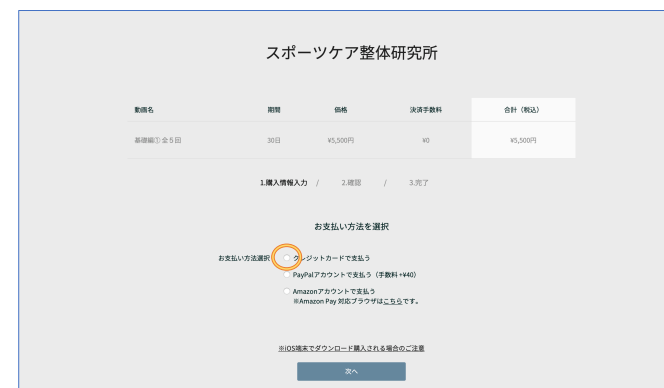 スポーツケア整体研究所
動画名 期間 価格 決済手数料 合計（税込）
基礎編① 全５回 30日 ¥5,500円 ¥0 ¥5,500円
1.購入情報入力 / 2.確認 / 3.完了
お支払い方法を選択
お支払い方法選択 クレジットカードで支払う
PayPalアカウントで支払う（手数料 +¥40）
Amazonアカウントで支払う
※Amazon Pay 対応ブラウザはこちらです。
※iOS端末でダウンロード購入される場合のご注意
次へ